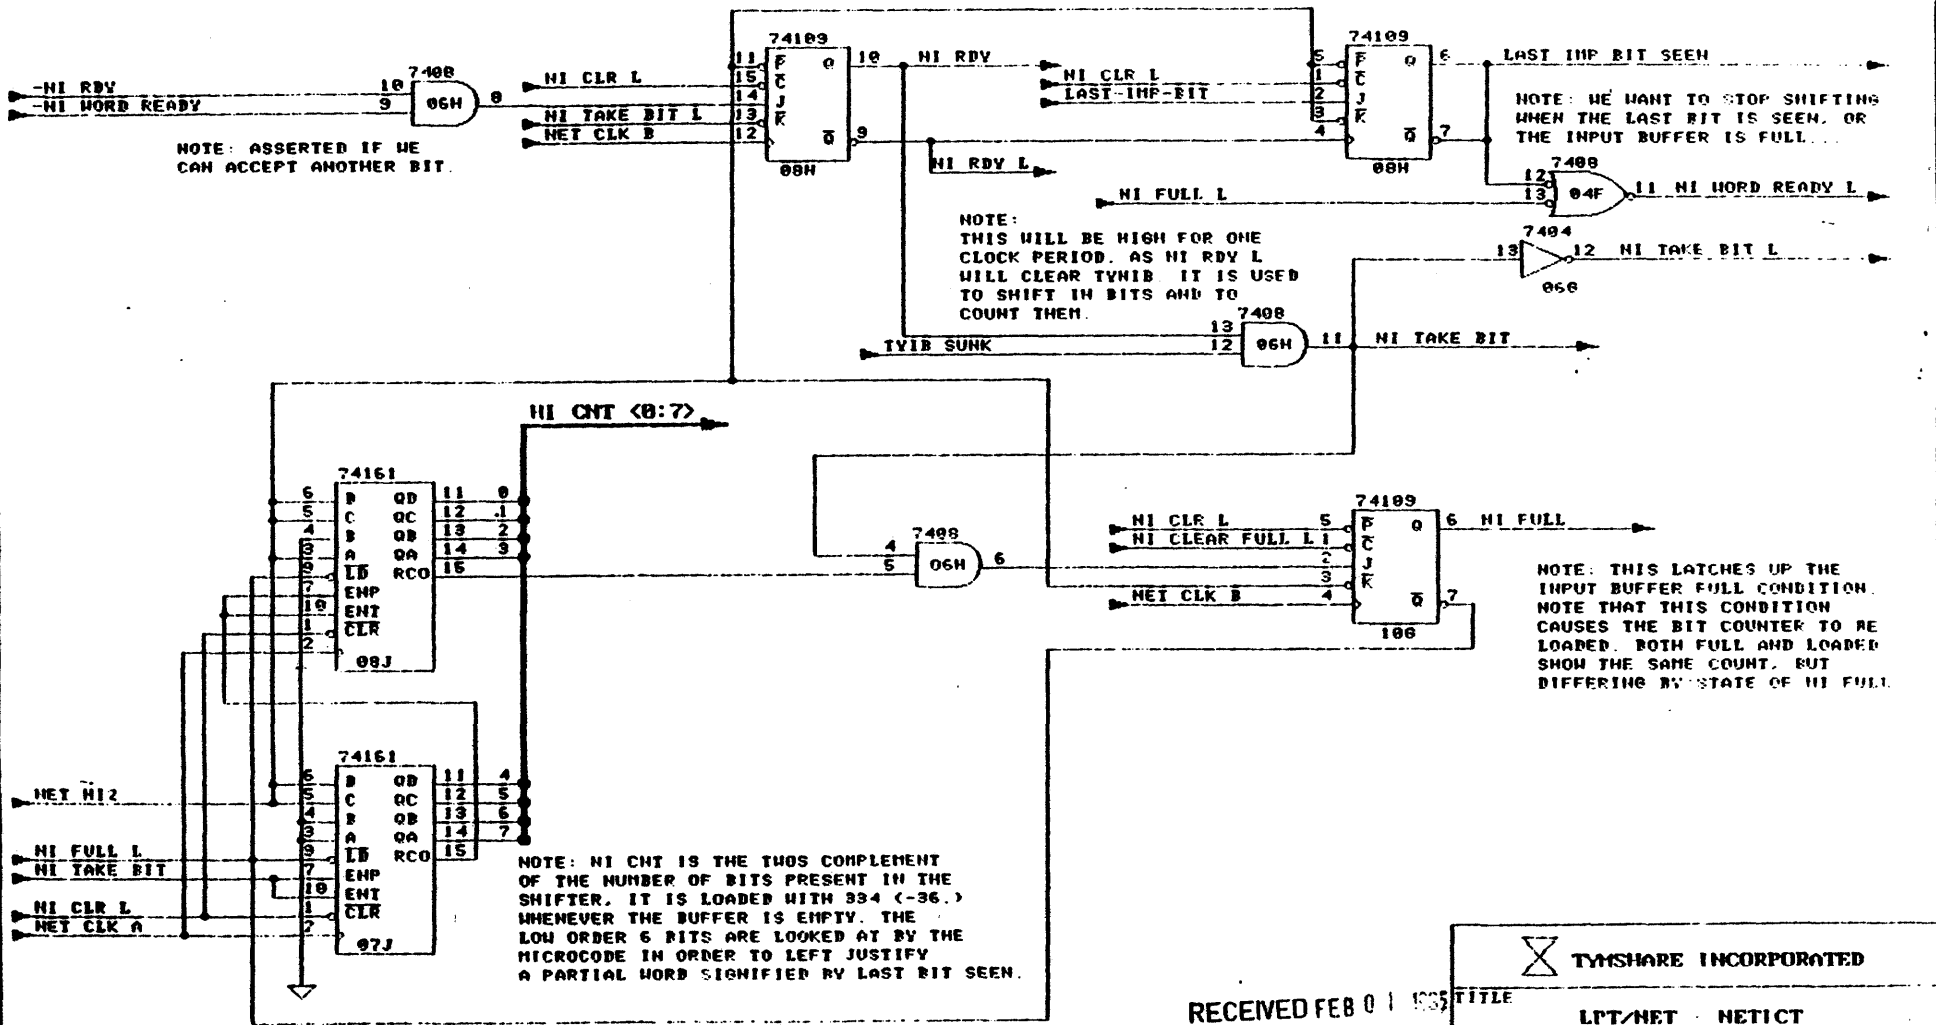 74109
11 P Q 10 NI RDY
15 C
14 J
13 K
12 Q 9
08H
NI CLR L
NI TAKE BIT L
NET CLK B
-NI RDY 10
-NI WORD READY 9
7408
06H 8
NOTE: ASSERTED IF WE
CAN ACCEPT ANOTHER BIT.
NI RDY L
74109
5 P Q 6 LAST IMP BIT SEEN
NI CLR L 1 C
LAST-IMP-BIT 2 J
3 K
4 Q 7
08H
NOTE: WE WANT TO STOP SHIFTING
WHEN THE LAST BIT IS SEEN, OR
THE INPUT BUFFER IS FULL...
7408
12
13 04F 11 NI WORD READY L
NI FULL L
7404
13 12 NI TAKE BIT L
06G
NOTE:
THIS WILL BE HIGH FOR ONE
CLOCK PERIOD, AS NI RDY L
WILL CLEAR TYNIB. IT IS USED
TO SHIFT IN BITS AND TO
COUNT THEM.
7408
13
TYIB SUNK 12 06H 11 NI TAKE BIT
NI CNT <0:7>
74161
6 D QD 11 0
5 C QC 12 1
4 B QB 13 2
3 A QA 14 3
9 LD RCO 15
7 ENP
10 ENT
1 CLR
2
08J
7408
4
5 06H 6
74109
NI CLR L 5 P Q 6 NI FULL
NI CLEAR FULL L 1 C
2 J
3 K
NET CLK B 4 Q 7
10G
NOTE: THIS LATCHES UP THE
INPUT BUFFER FULL CONDITION.
NOTE THAT THIS CONDITION
CAUSES THE BIT COUNTER TO BE
LOADED. BOTH FULL AND LOADED
SHOW THE SAME COUNT, BUT
DIFFERING BY STATE OF NI FULL
74161
6 D QD 11 4
NET HI2 5 C QC 12 5
4 B QB 13 6
3 A QA 14 7
NI FULL L 9 LD RCO 15
NI TAKE BIT 7 ENP
10 ENT
NI CLR L 1 CLR
NET CLK A 2
07J
NOTE: NI CNT IS THE TWOS COMPLEMENT
OF THE NUMBER OF BITS PRESENT IN THE
SHIFTER. IT IS LOADED WITH 334 (-36.)
WHENEVER THE BUFFER IS EMPTY. THE
LOW ORDER 6 BITS ARE LOOKED AT BY THE
MICROCODE IN ORDER TO LEFT JUSTIFY
A PARTIAL WORD SIGNIFIED BY LAST BIT SEEN.
RECEIVED FEB 01
TYMSHARE INCORPORATED
TITLE
LPT/NET NETICT